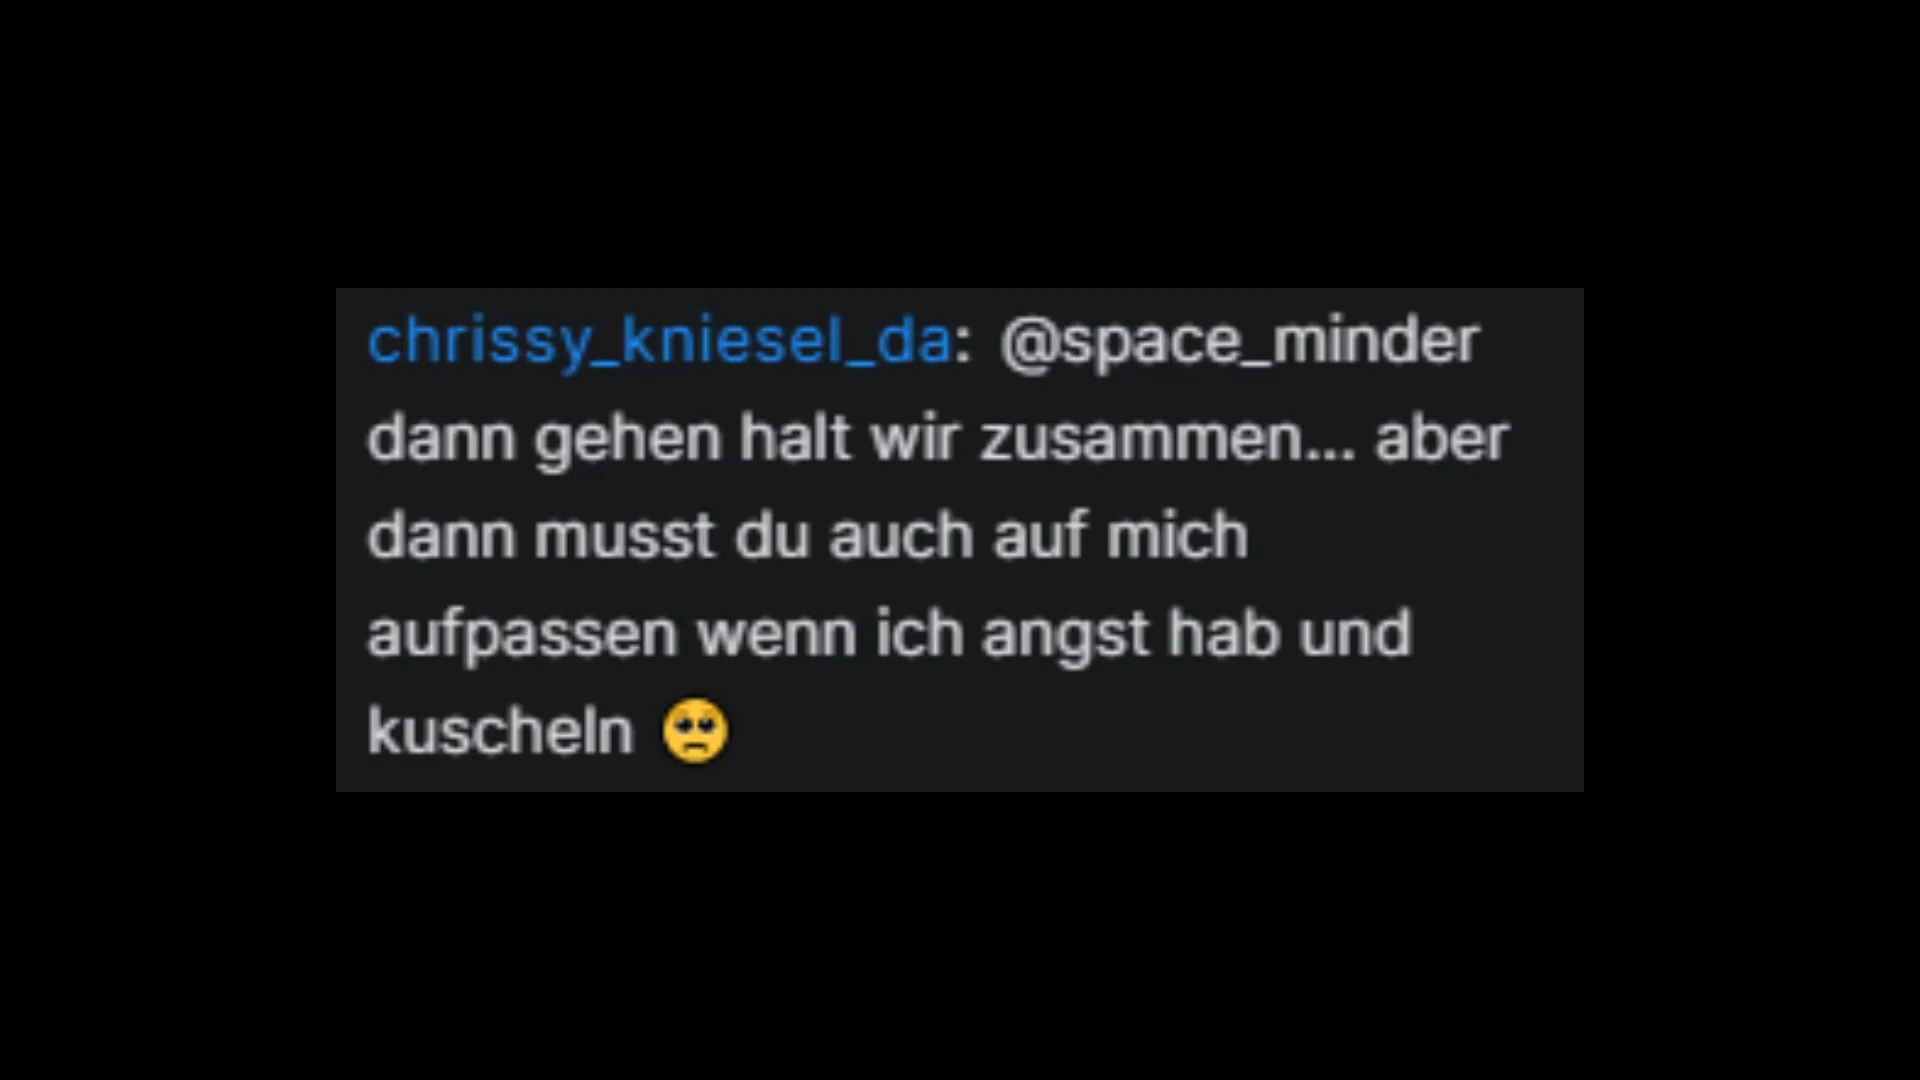 chrissy_kniesel_da: @space_minder
dann gehen halt wir zusammen... aber
dann musst du auch auf mich
aufpassen wenn ich angst hab und
kuscheln 🥺